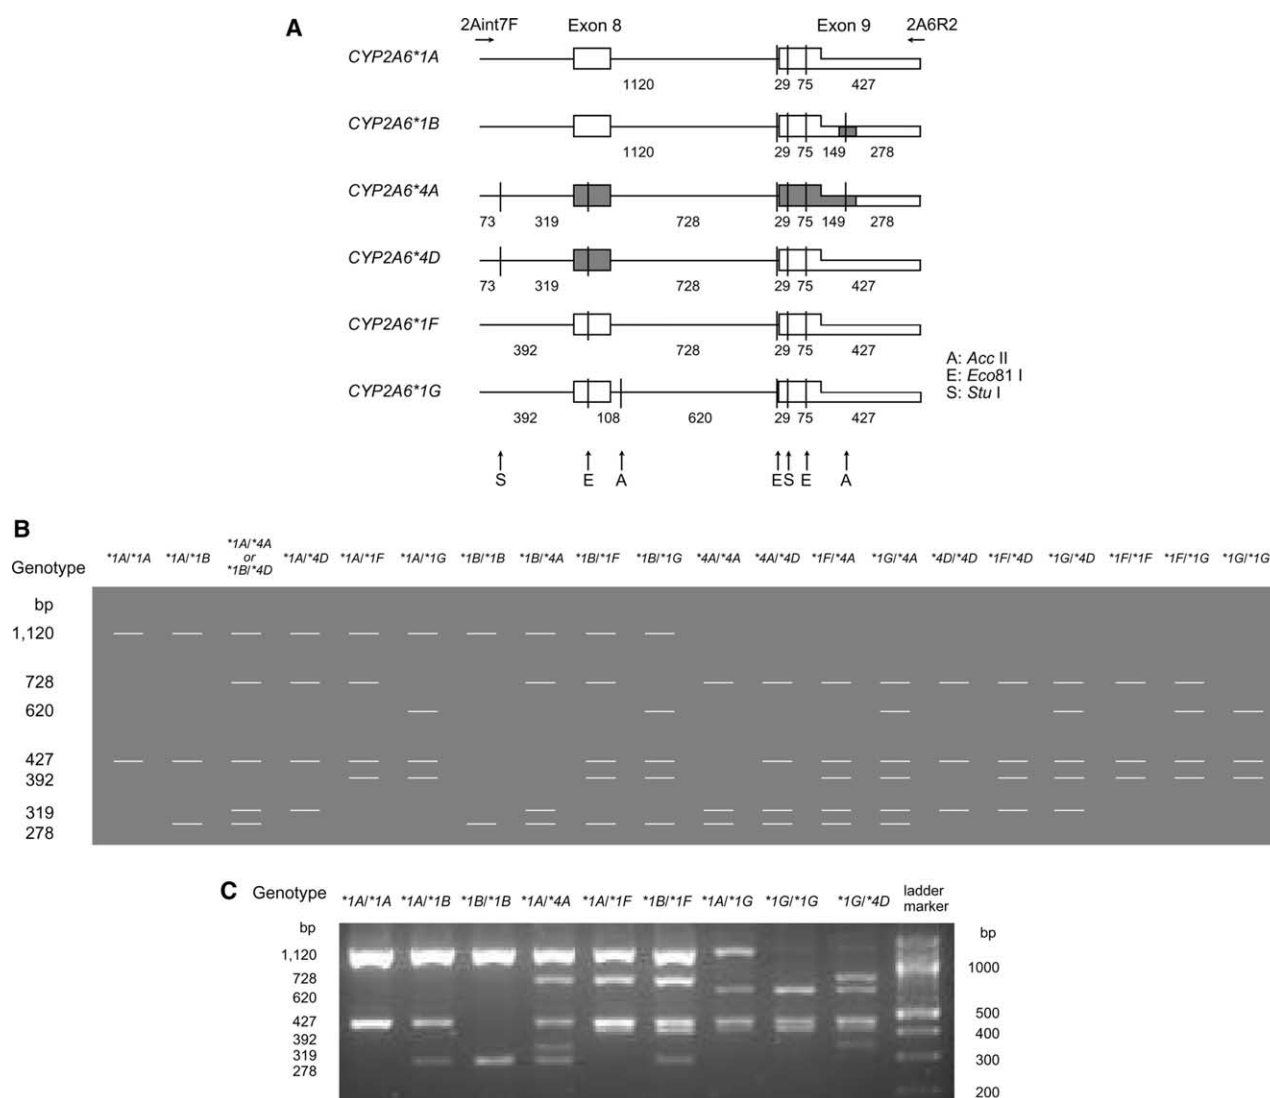 A
2Aint7F Exon 8 Exon 9 2A6R2
CYP2A6*1A
1120 29 75 427
CYP2A6*1B
1120 29 75 149 278
CYP2A6*4A
73 319 728 29 75 149 278
CYP2A6*4D
73 319 728 29 75 427
CYP2A6*1F
392 728 29 75 427
A: Acc II
E: Eco81 I
S: Stu I
CYP2A6*1G
392 108 620 29 75 427
S E A E S E A
B
Genotype *1A/*1A *1A/*1B *1A/*4A or *1B/*4D *1A/*4D *1A/*1F *1A/*1G *1B/*1B *1B/*4A *1B/*1F *1B/*1G *4A/*4A *4A/*4D *1F/*4A *1G/*4A *4D/*4D *1F/*4D *1G/*4D *1F/*1F *1F/*1G *1G/*1G
bp
1,120
728
620
427
392
319
278
C
Genotype *1A/*1A *1A/*1B *1B/*1B *1A/*4A *1A/*1F *1B/*1F *1A/*1G *1G/*1G *1G/*4D ladder marker
bp bp
1,120
1000
728
620
500
427
400
392
319
300
278
200